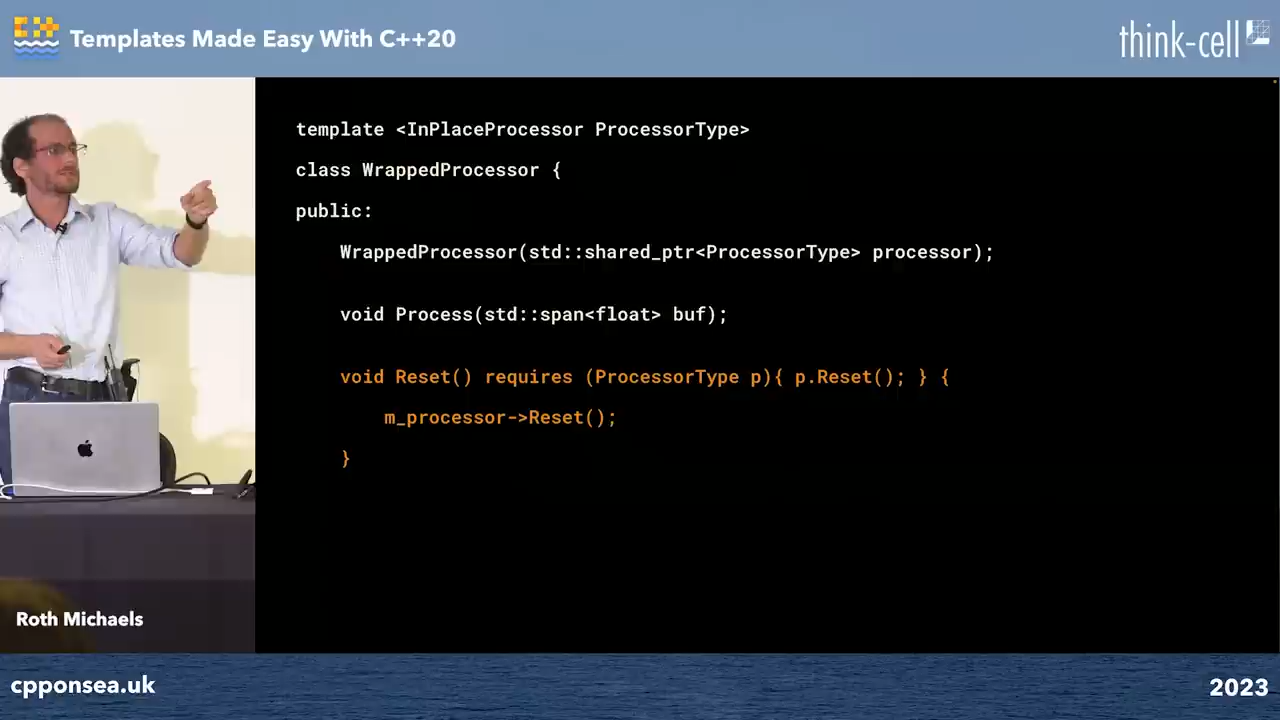 C++
Templates Made Easy With C++20
think-cell
template <InPlaceProcessor ProcessorType>
class WrappedProcessor {
public:
WrappedProcessor(std::shared_ptr<ProcessorType> processor);
void Process(std::span<float> buf);
void Reset() requires (ProcessorType p){ p.Reset(); } {
m_processor->Reset();
}
Roth Michaels
cpponsea.uk
2023